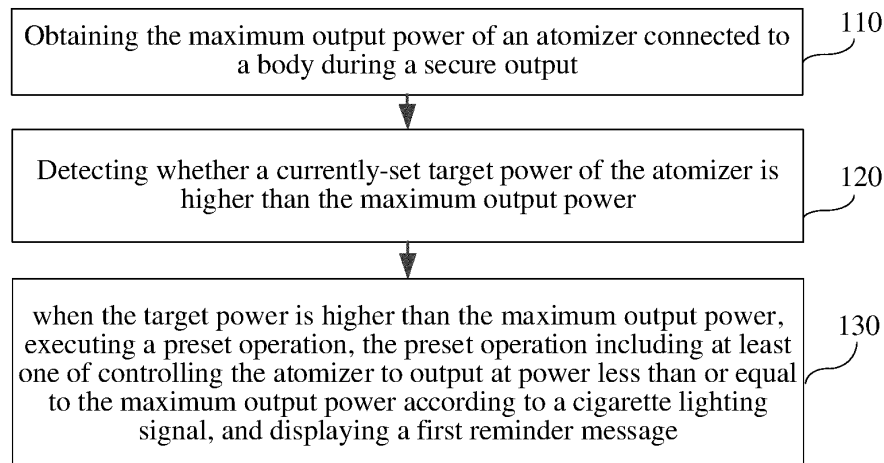 Obtaining the maximum output power of an atomizer connected to
a body during a secure output
110
Detecting whether a currently-set target power of the atomizer is
higher than the maximum output power
120
when the target power is higher than the maximum output power,
executing a preset operation, the preset operation including at least
one of controlling the atomizer to output at power less than or equal
to the maximum output power according to a cigarette lighting
signal, and displaying a first reminder message
130